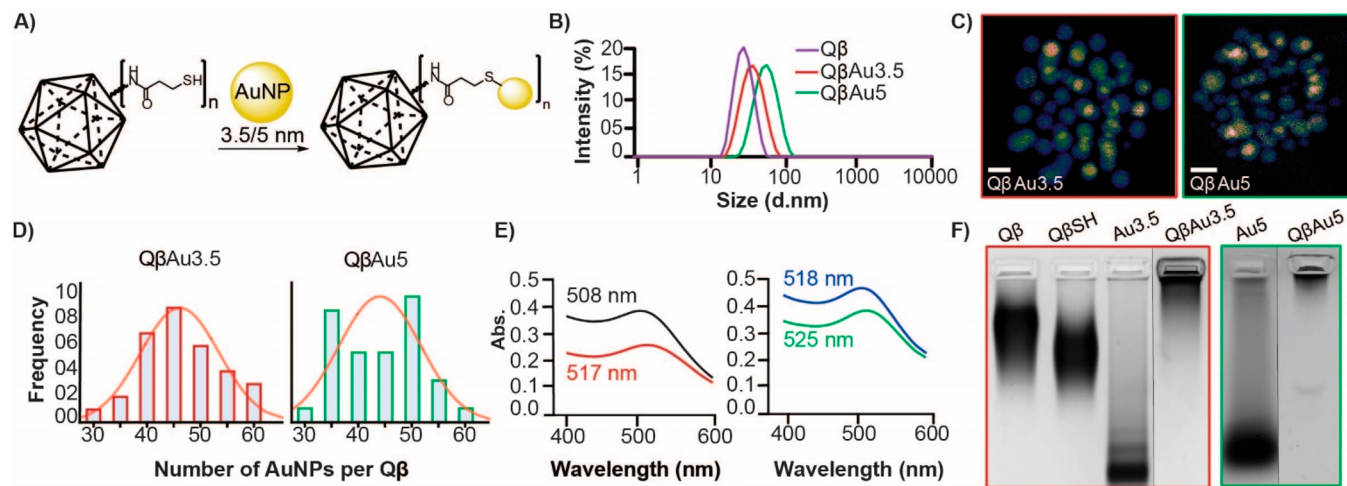 A)
NH
O
SH
n
AuNP
3.5/5 nm
NH
O
S
n
B)
Intensity (%)
20
15
10
05
0
1
10
100
1000
10000
Size (d.nm)
Qβ
QβAu3.5
QβAu5
C)
QβAu3.5
QβAu5
D)
QβAu3.5
QβAu5
Frequency
10
08
06
04
02
00
30 40 50 60
30 40 50 60
Number of AuNPs per Qβ
E)
Abs.
0.5
0.4
0.3
0.2
0.1
0.0
508 nm
517 nm
400 500 600
Wavelength (nm)
0.5
0.4
0.3
0.2
0.1
0.0
518 nm
525 nm
400 500 600
Wavelength (nm)
F)
Qβ
QβSH
Au3.5
QβAu3.5
Au5
QβAu5